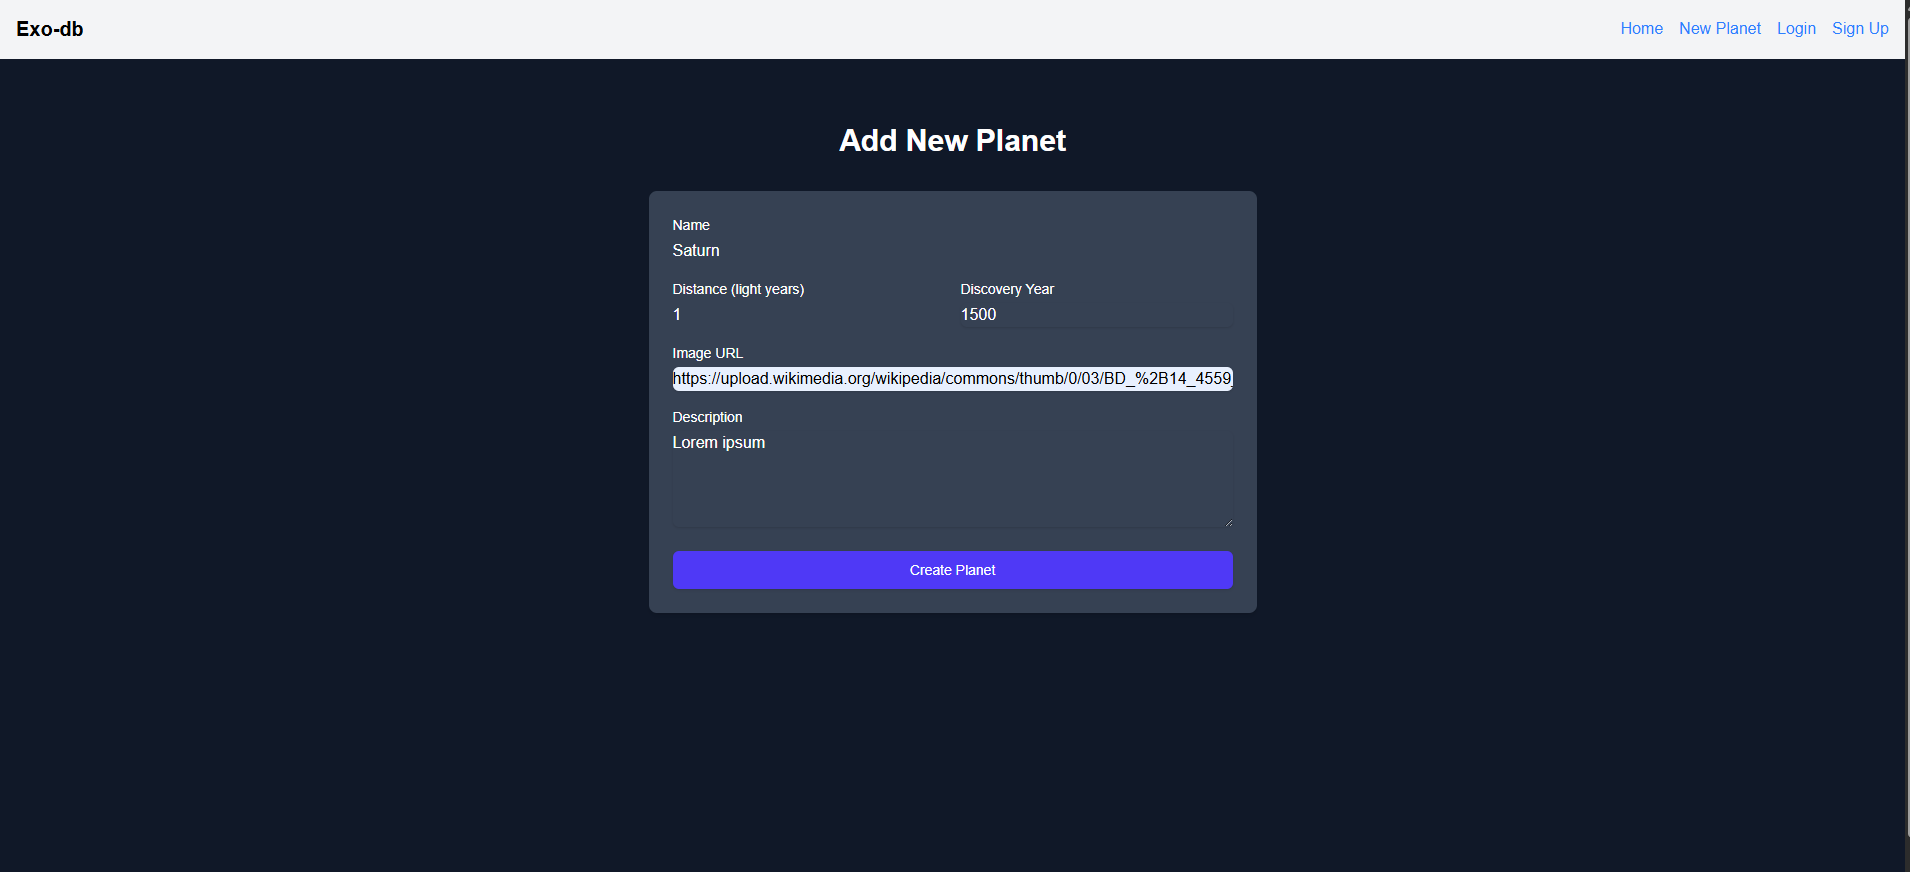 Exo-db
Home New Planet Login Sign Up
Add New Planet
Name
Saturn
Distance (light years) Discovery Year
1 1500
Image URL
https://upload.wikimedia.org/wikipedia/commons/thumb/0/03/BD_%2B14_4559
Description
Lorem ipsum
Create Planet